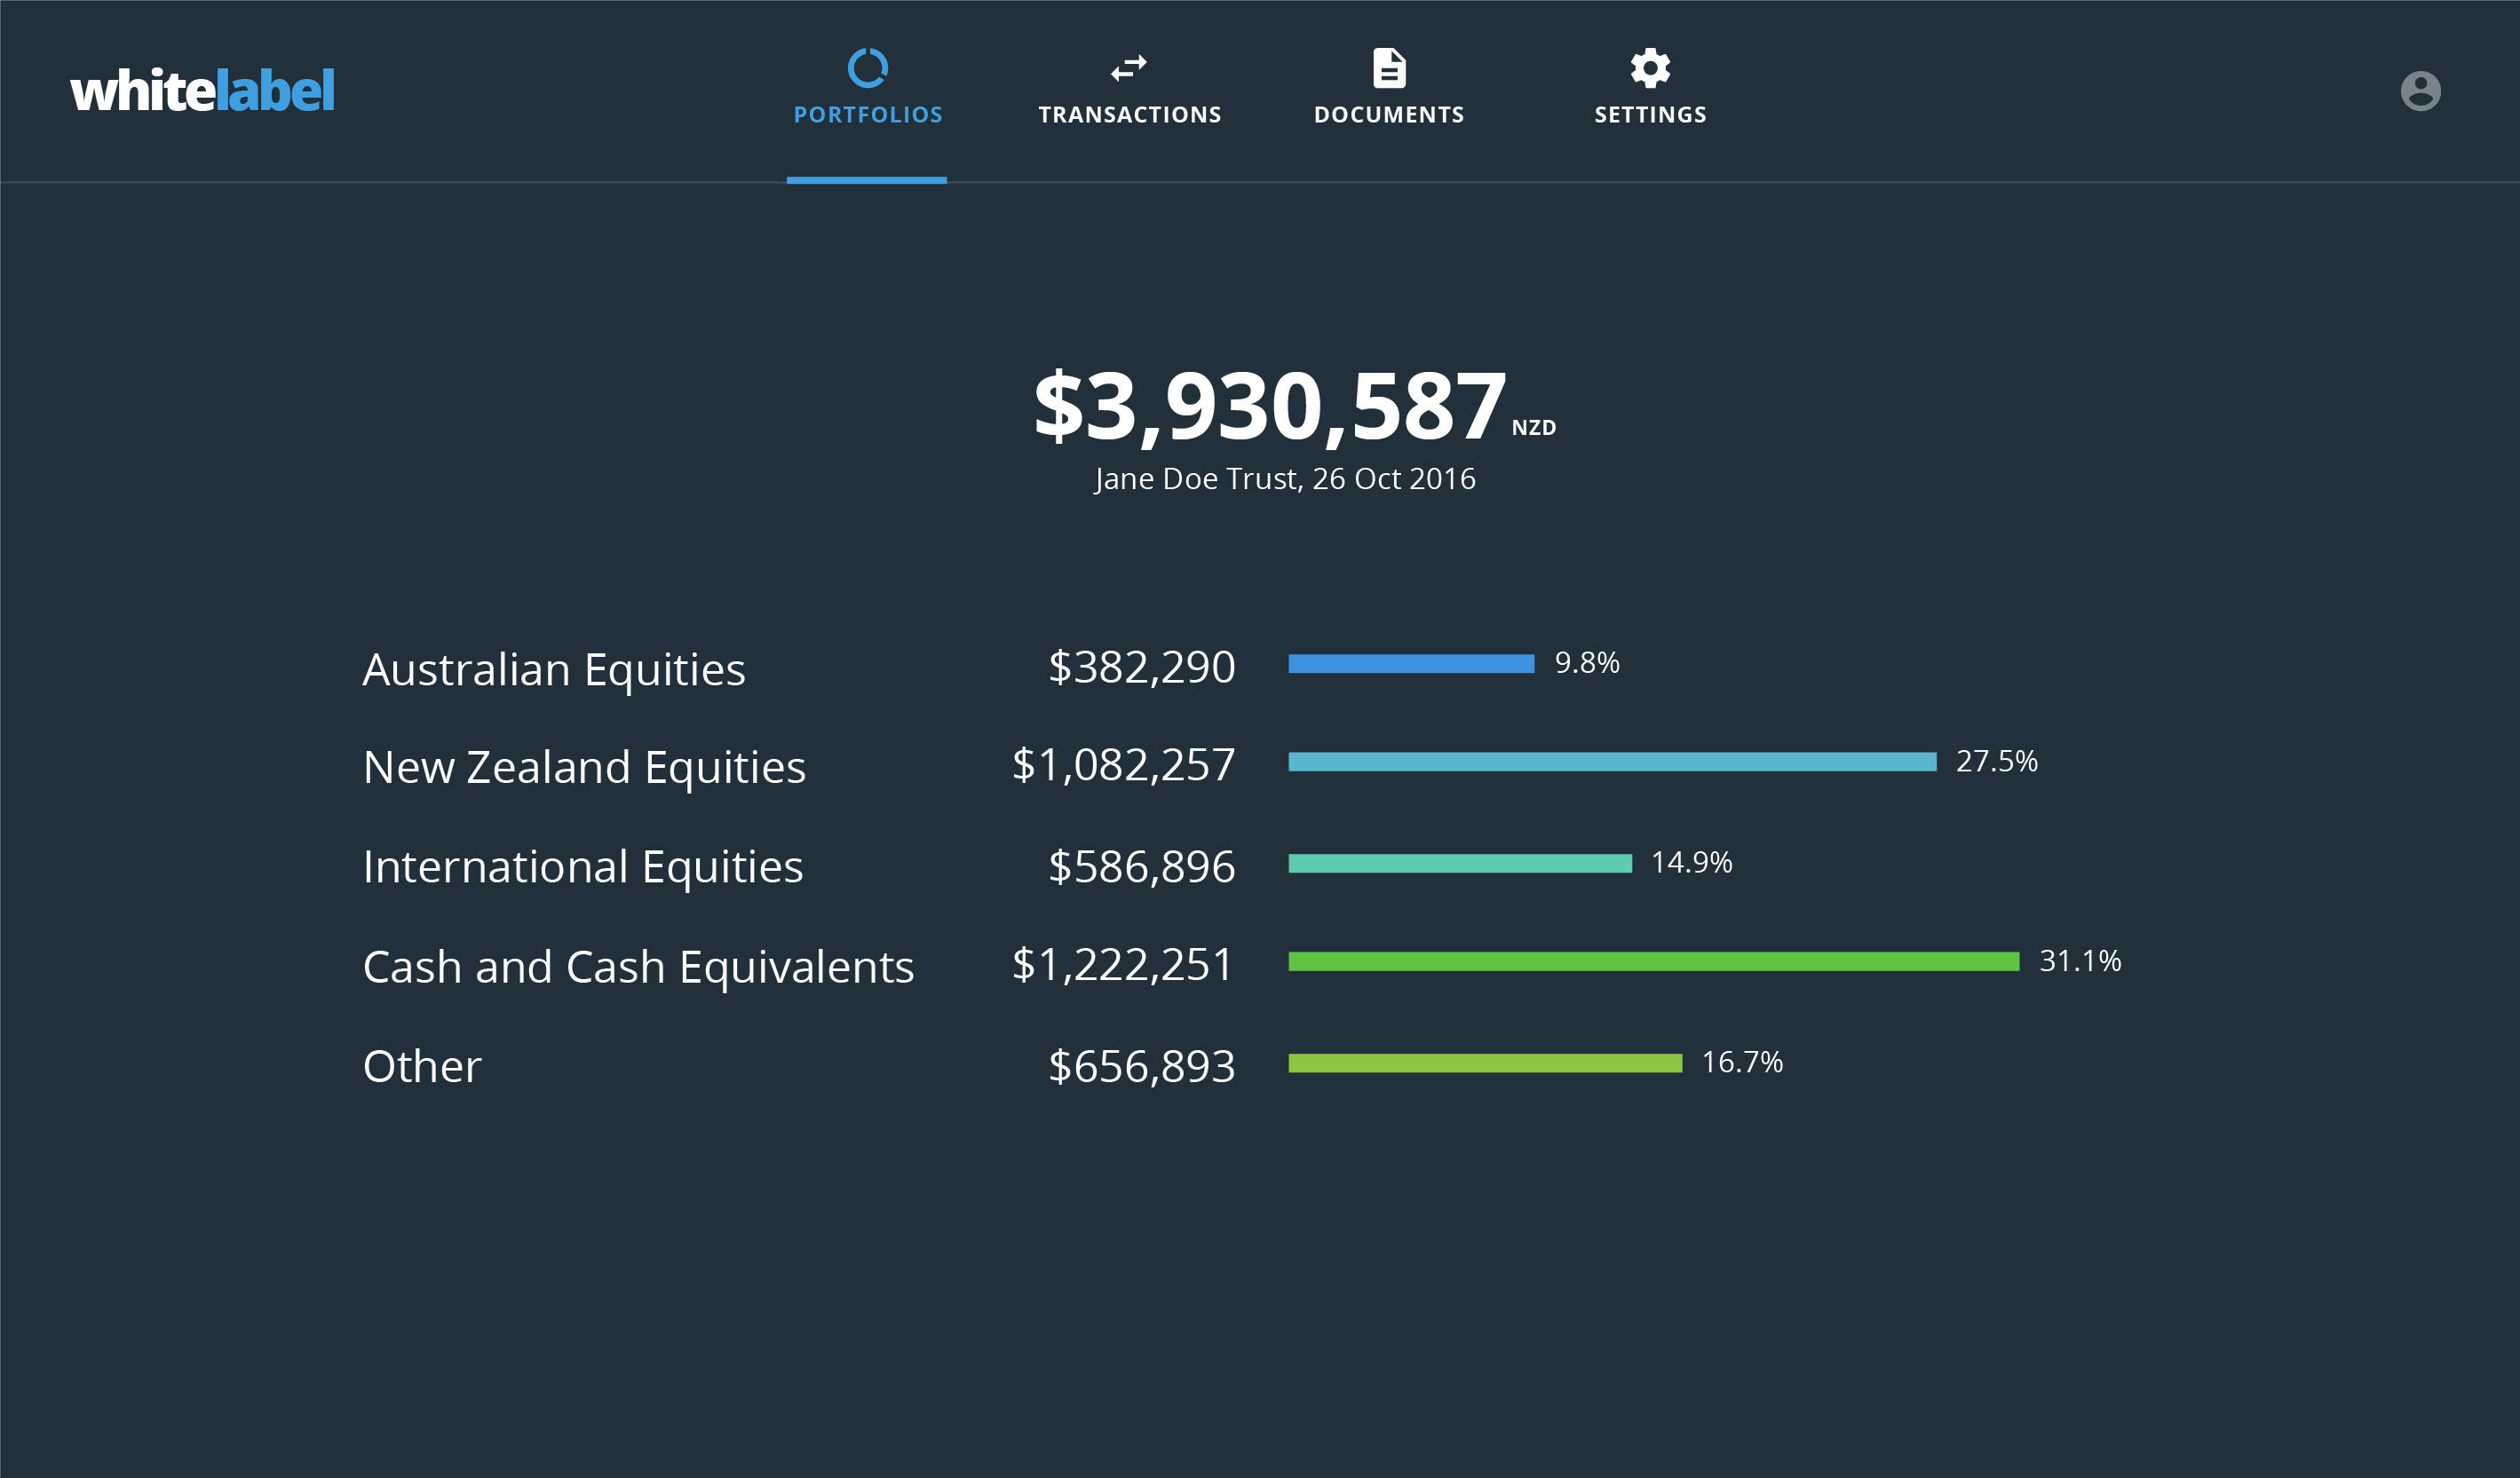 whitelabel
PORTFOLIOS
TRANSACTIONS
DOCUMENTS
SETTINGS
$3,930,587 NZD
Jane Doe Trust, 26 Oct 2016
Australian Equities $382,290 9.8%
New Zealand Equities $1,082,257 27.5%
International Equities $586,896 14.9%
Cash and Cash Equivalents $1,222,251 31.1%
Other $656,893 16.7%